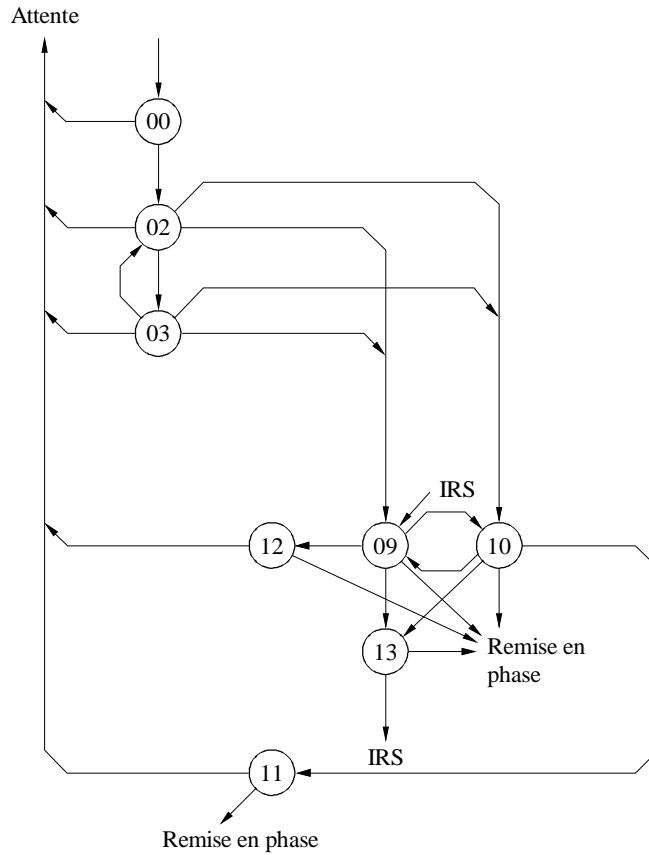 Attente
00
02
03
IRS
12
09
10
13
Remise en
phase
IRS
11
Remise en phase